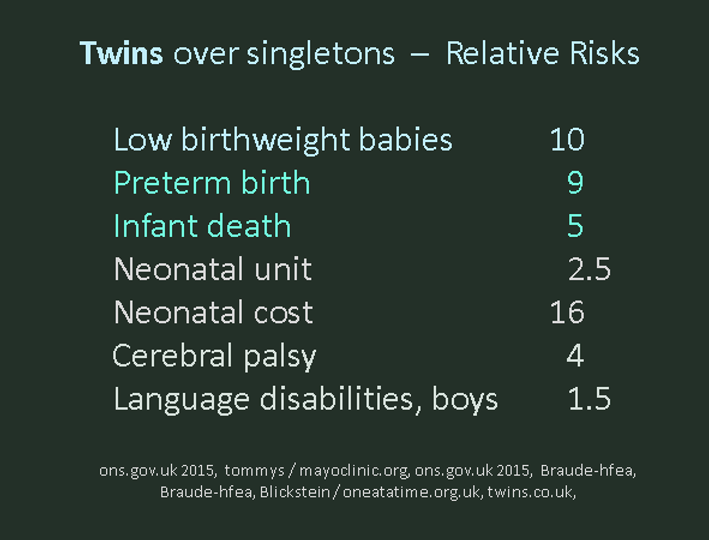 Twins over singletons – Relative Risks
Low birthweight babies 10
Preterm birth 9
Infant death 5
Neonatal unit 2.5
Neonatal cost 16
Cerebral palsy 4
Language disabilities, boys 1.5
ons.gov.uk 2015, tommys / mayoclinic.org, ons.gov.uk 2015, Braude-hfea,
Braude-hfea, Blickstein / oneatatime.org.uk, twins.co.uk,